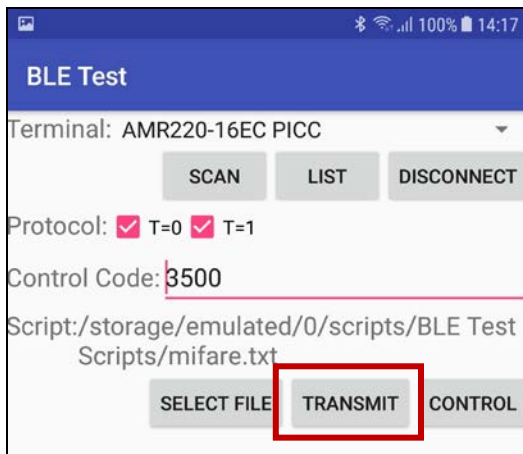 100% 14:17
BLE Test
Terminal: AMR220-16EC PICC
SCAN LIST DISCONNECT
Protocol: T=0 T=1
Control Code: 3500
Script:/storage/emulated/0/scripts/BLE Test
Scripts/mifare.txt
SELECT FILE TRANSMIT CONTROL